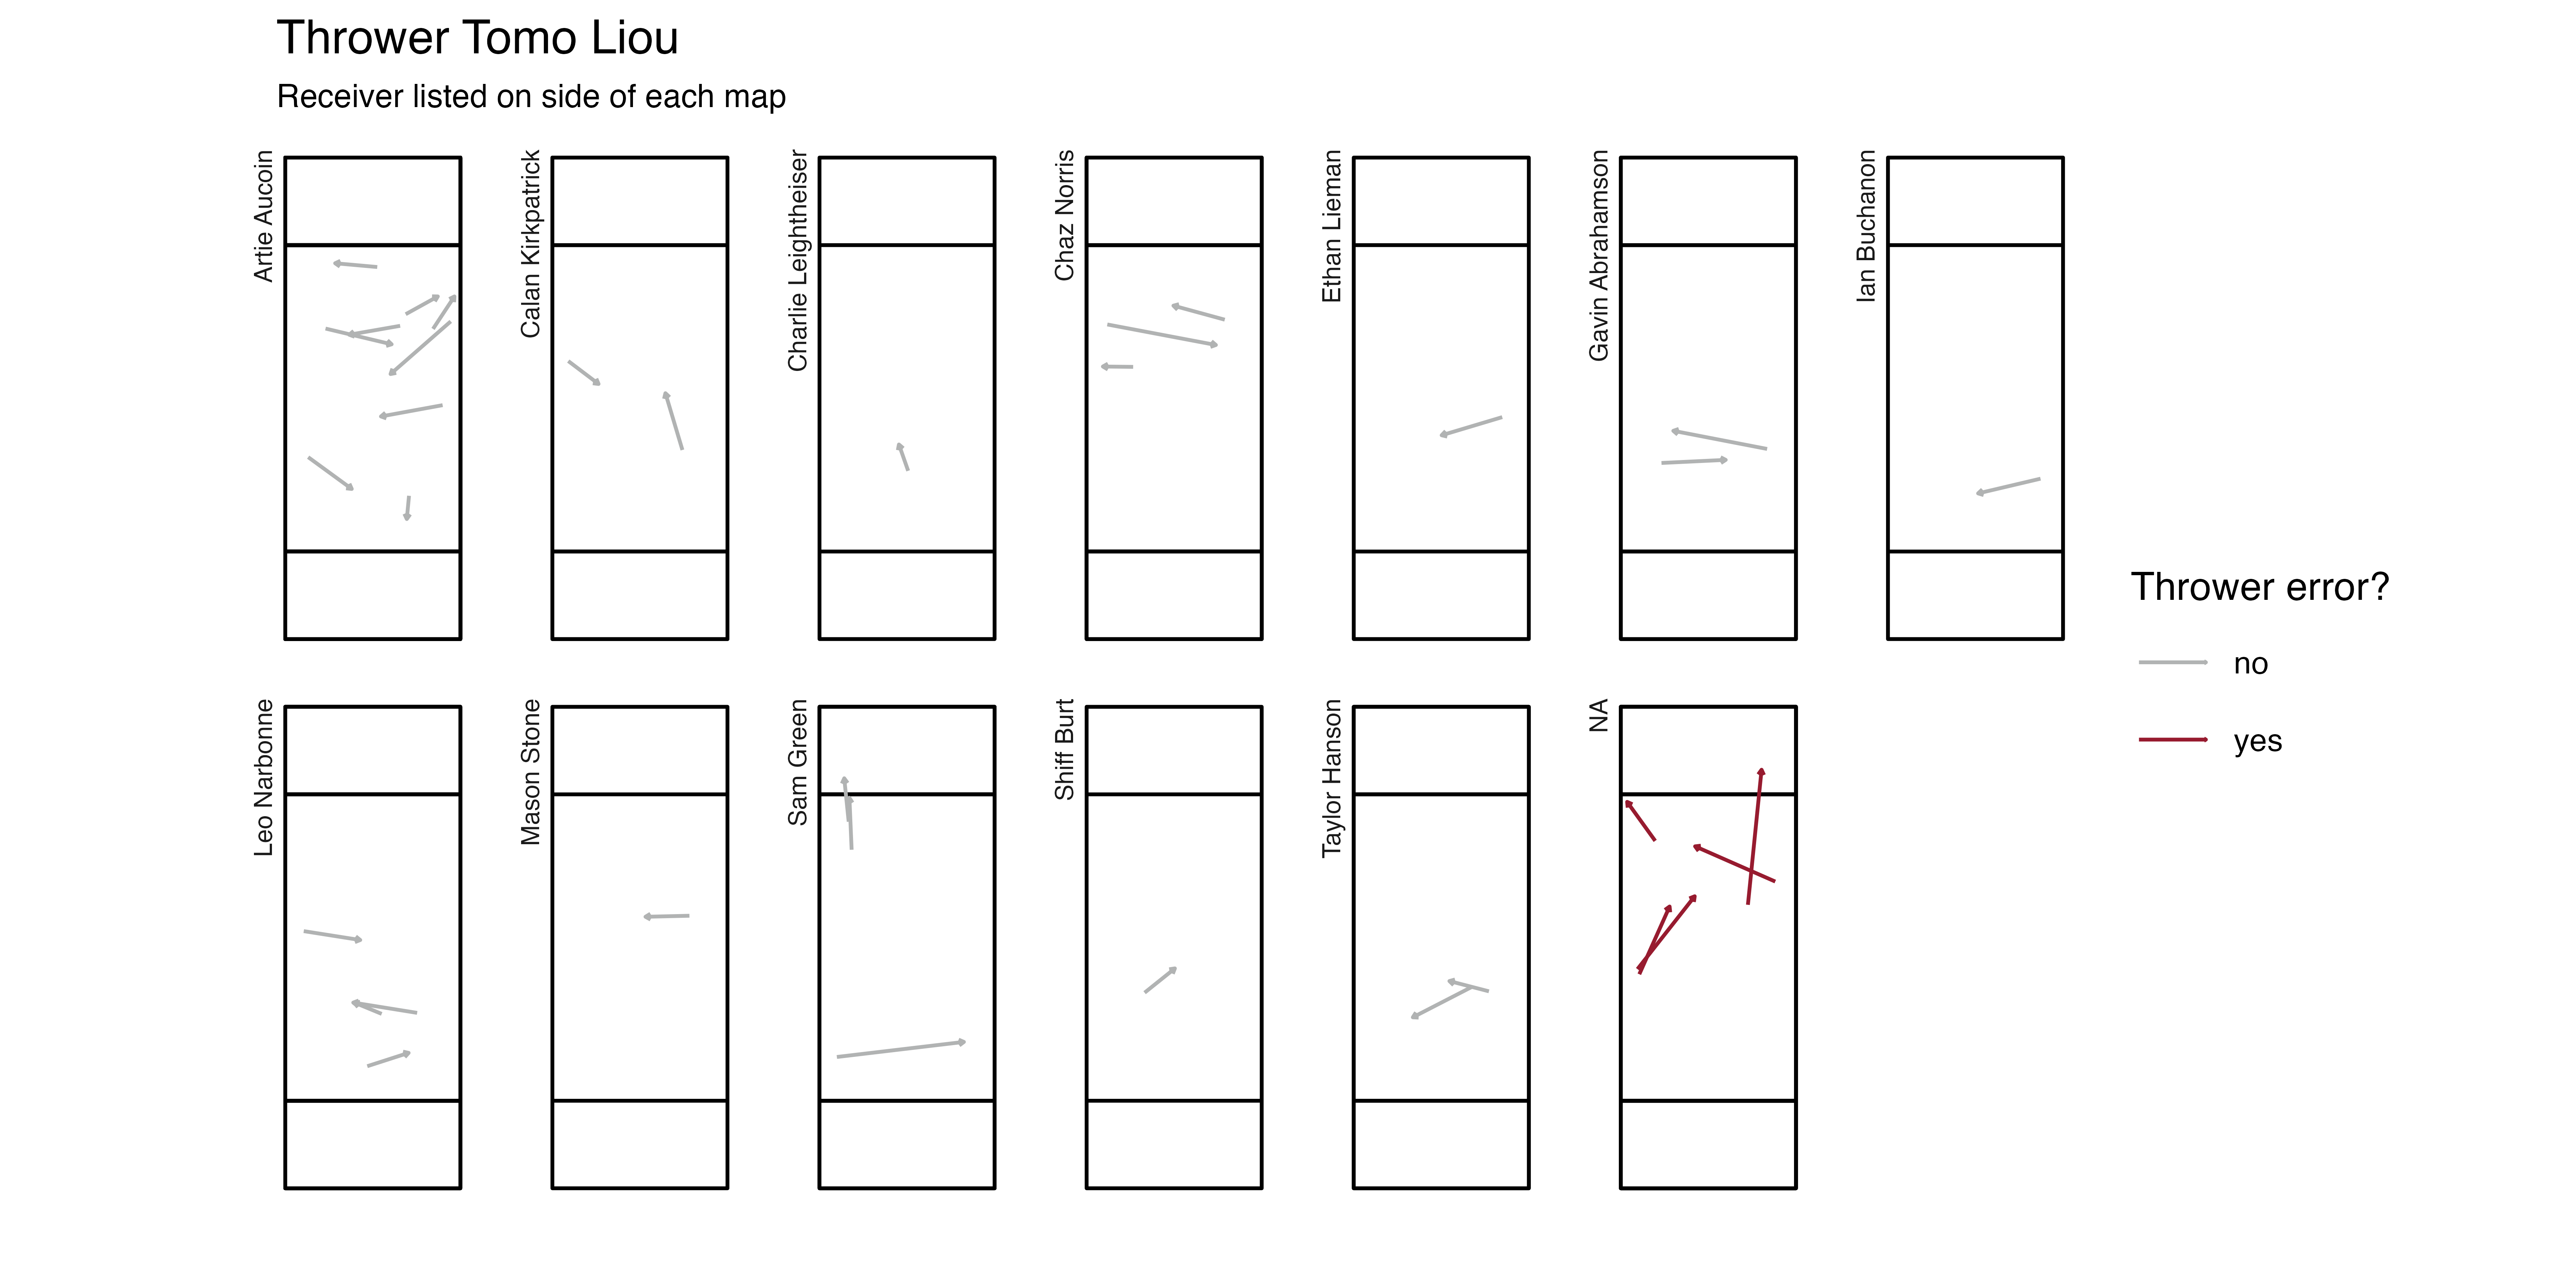 Thrower Tomo Liou
Receiver listed on side of each map
Artie Aucoin
Calan Kirkpatrick
Charlie Leightheiser
Chaz Norris
Ethan Lieman
Gavin Abrahamson
Ian Buchanon
Leo Narbonne
Mason Stone
Sam Green
Shiff Burt
Taylor Hanson
NA
Thrower error?
no
yes